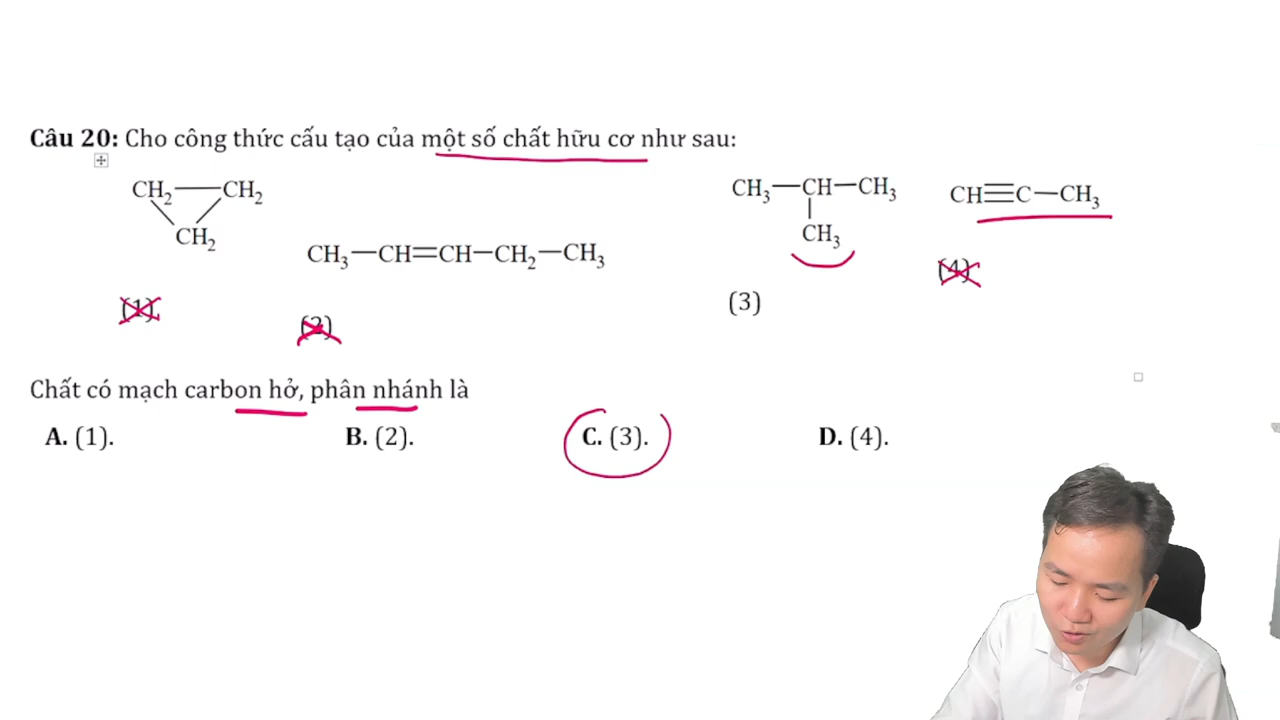 Câu 20: Cho công thức cấu tạo của một số chất hữu cơ như sau:
CH₂—CH₂
CH₂
(1).
CH₃—CH=CH—CH₂—CH₃
(2)
CH₃—CH—CH₃
CH₃
(3)
CH≡C—CH₃
(4)
Chất có mạch carbon hở, phân nhánh là
A. (1). B. (2). C. (3). D. (4).